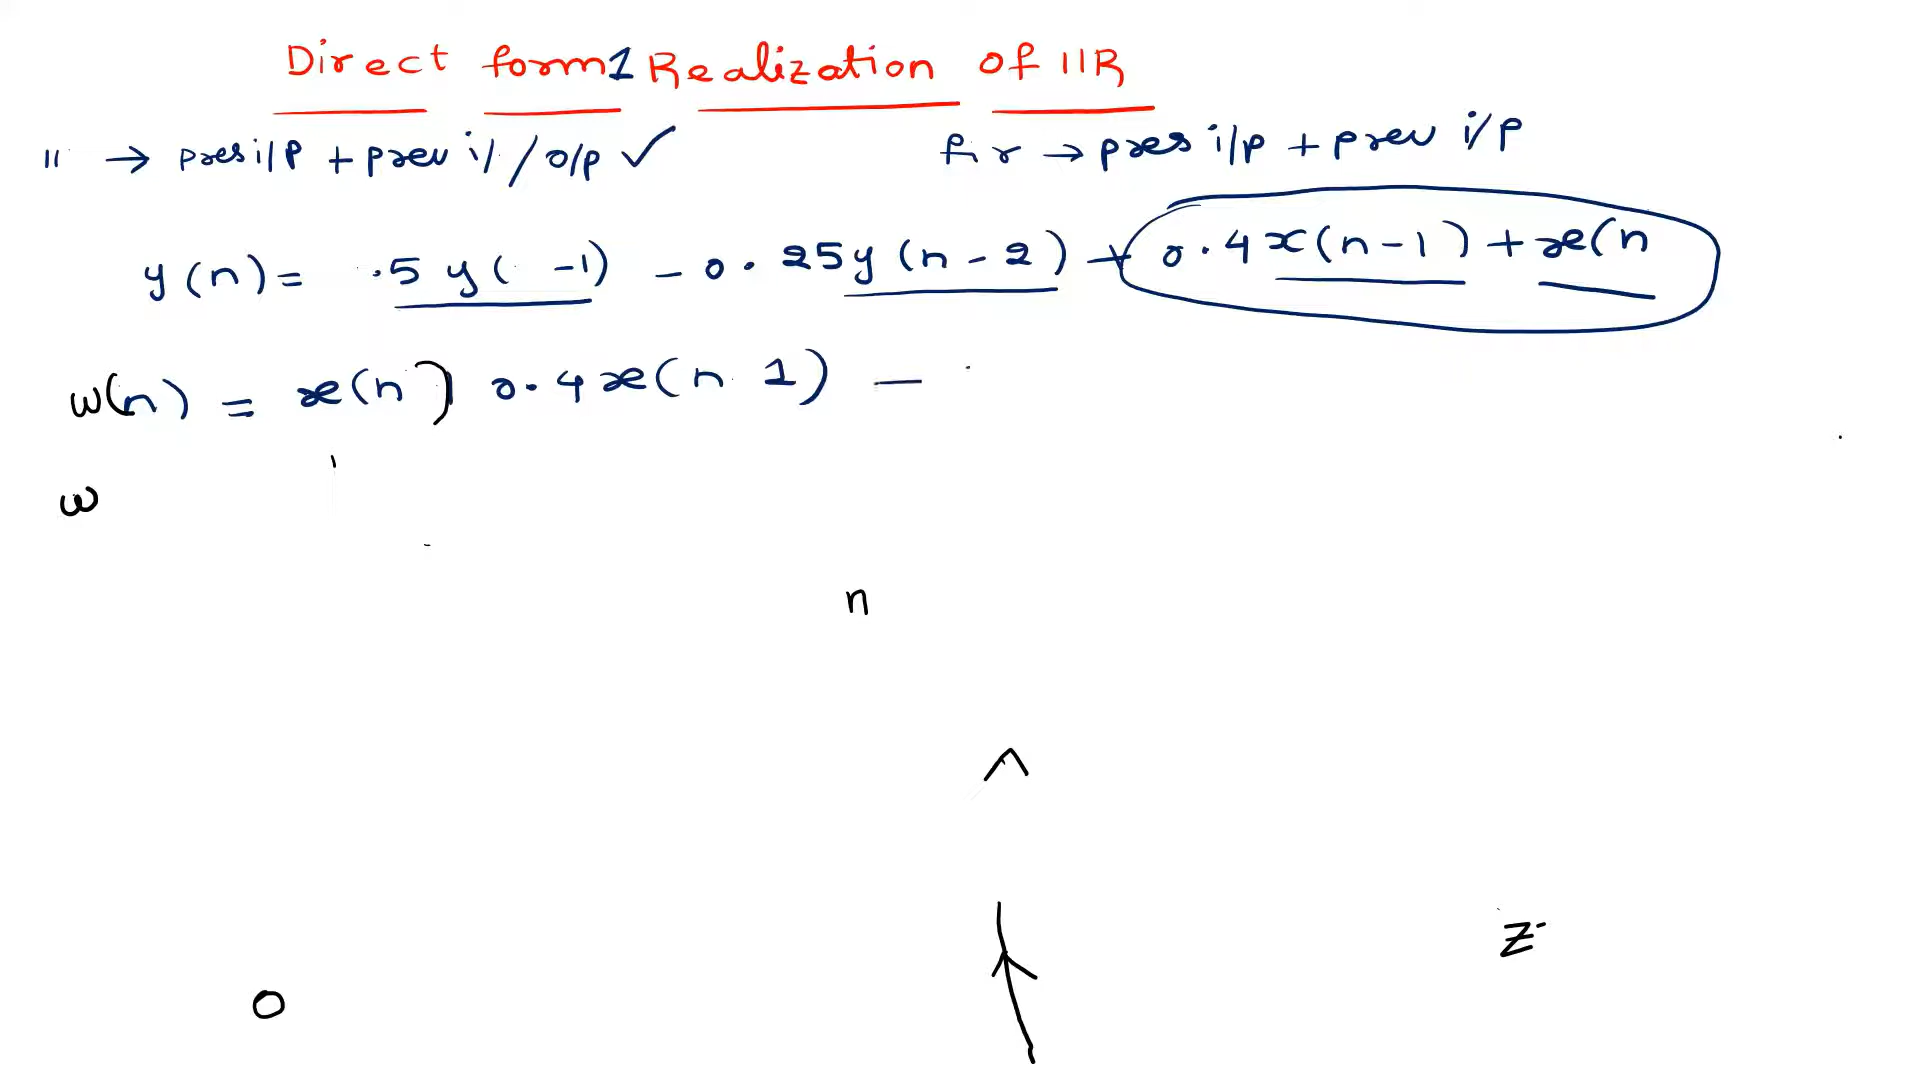 Direct form1 Realization of IIR
11 → pres i/p + prev i/ / o/p ✓ fir → pres i/p + prev i/p
y(n) = .5 y( -1) - 0.25y(n-2) + 0.4x(n-1) + x(n
w(n) = x(n) 0.4x(n 1) —
w
n
Z-
0